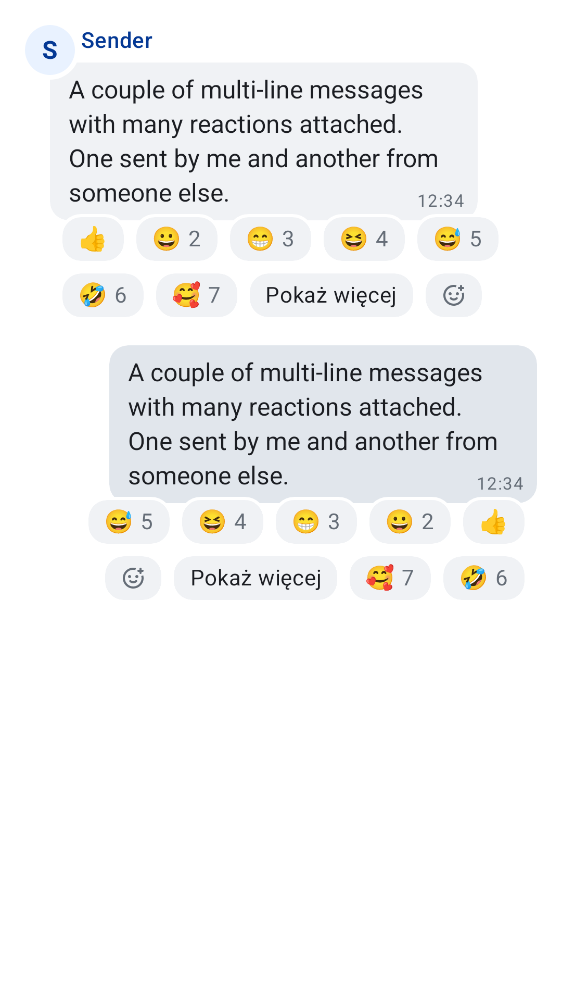 S
Sender
A couple of multi-line messages
with many reactions attached.
One sent by me and another from
someone else.
12:34
👍 😀 2 😁 3 😆 4 😅 5
🤣 6 🥰 7 Pokaż więcej
A couple of multi-line messages
with many reactions attached.
One sent by me and another from
someone else.
12:34
😅 5 😆 4 😁 3 😀 2 👍
Pokaż więcej 🥰 7 🤣 6